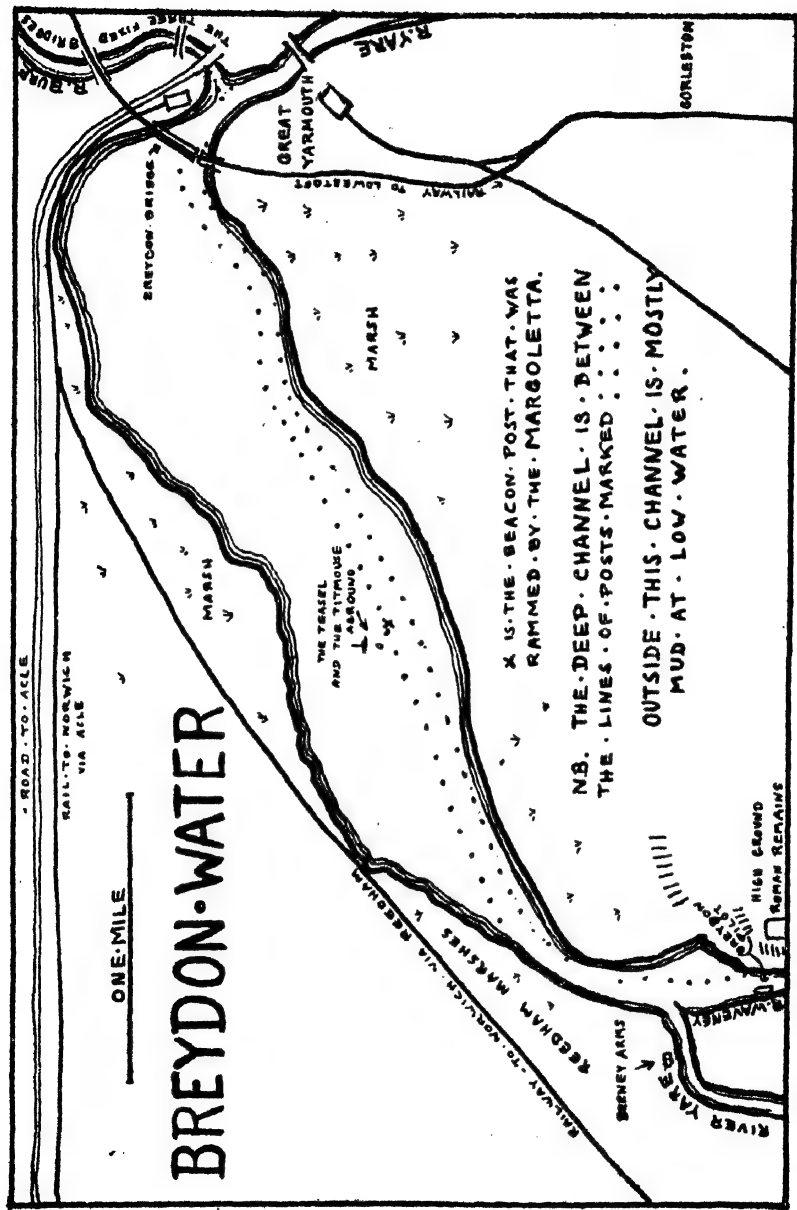 BREYDON·WATER
ONE·MILE
ROAD·TO·ACLE
RAIL·TO·NORWICH
VIA ACLE
RAILWAY·TO·NORWICH VIA REEDHAM
REEDHAM MARSHES
MARSH
THE TEASEL
AND THE TITMOUSE
AGROUND
X
MARSH
BREYDON·BRIDGE
R. BURE
THE THREE FIXED BRIDGES
R.YARE
GREAT
YARMOUTH
RAILWAY TO LOWESTOFT
GORLESTON
X IS·THE·BEACON·POST·THAT·WAS
RAMMED·BY·THE·MARGOLETTA.
N.B. THE·DEEP·CHANNEL·IS·BETWEEN
THE·LINES·OF·POSTS·MARKED
OUTSIDE·THIS·CHANNEL·IS·MOSTLY
MUD·AT·LOW·WATER.
BREYDON
PILOT
HIGH GROUND
ROMAN REMAINS
R.WAVENEY
BERNEY ARMS
RIVER YARE